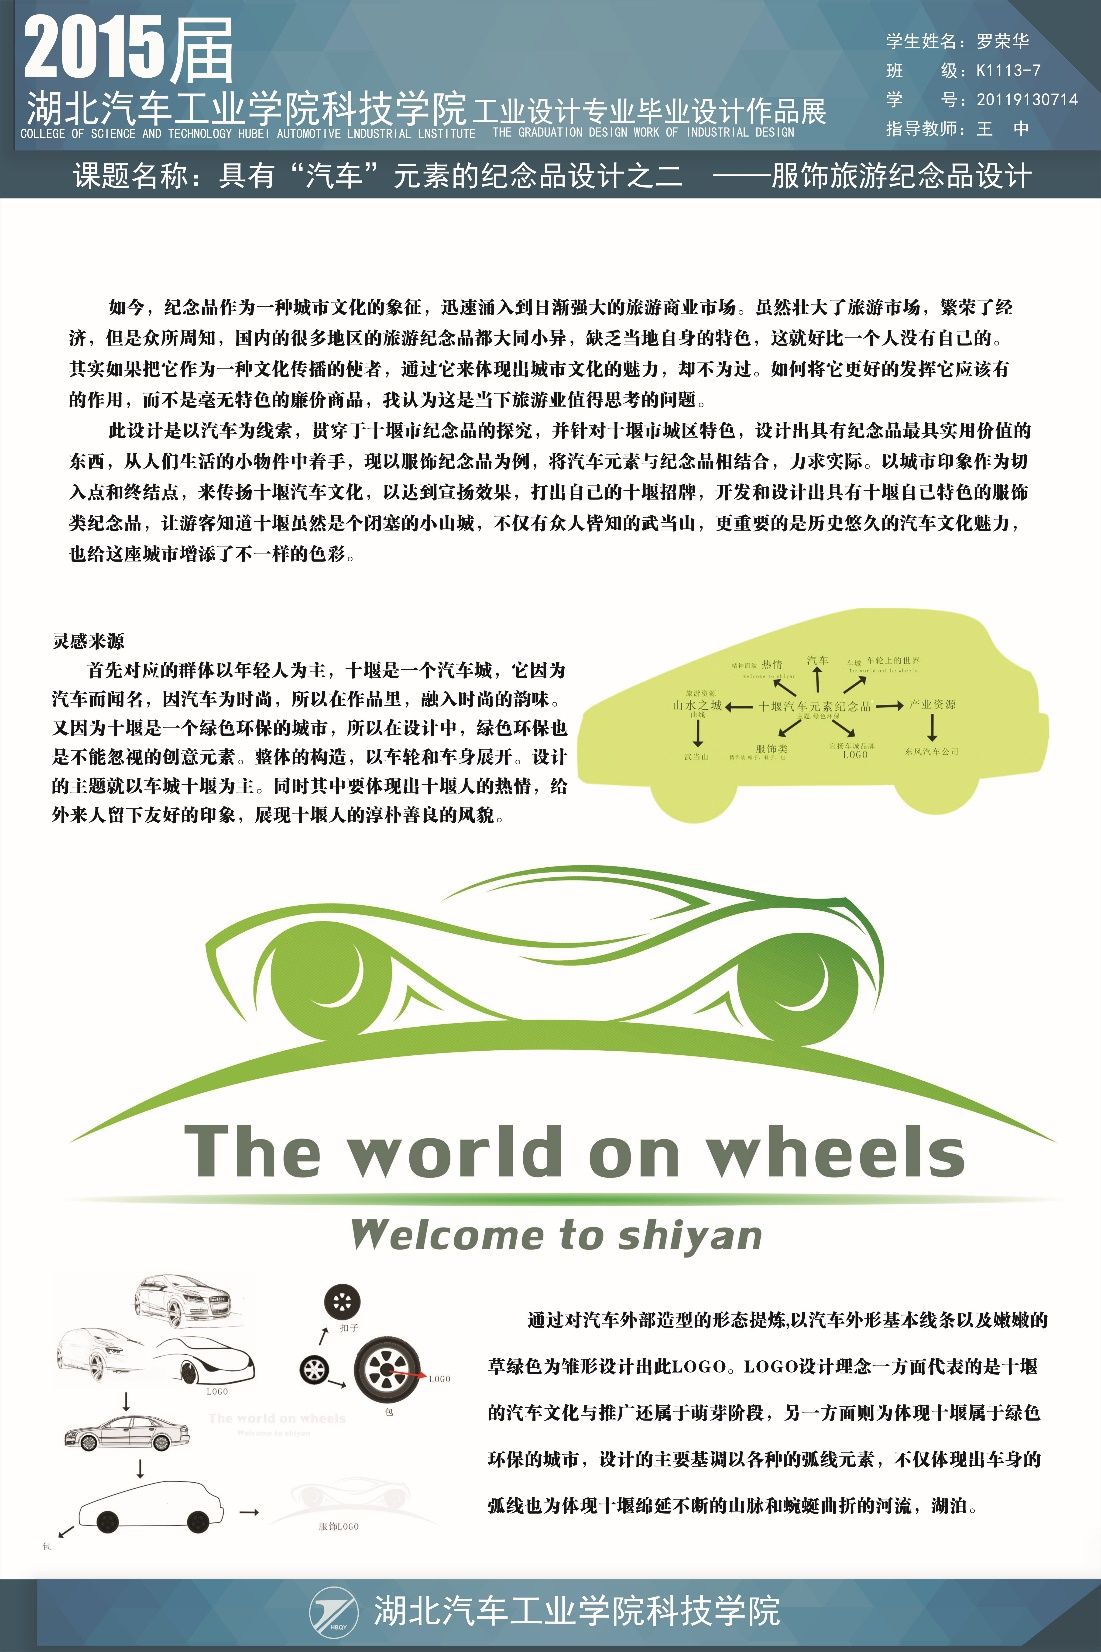 2015届
湖北汽车工业学院科技学院 工业设计专业毕业设计作品展
COLLEGE OF SCIENCE AND TECHNOLOGY HUBEI AUTOMOTIVE LNDUSTRIAL LNSTITUTE THE GRADUATION DESIGN WORK OF INDUSTRIAL DESIGN
学生姓名：罗荣华
班 级：K1113-7
学 号：20119130714
指导教师：王 中
课题名称：具有“汽车”元素的纪念品设计之二 ——服饰旅游纪念品设计
如今，纪念品作为一种城市文化的象征，迅速涌入到日渐强大的旅游商业市场。虽然壮大了旅游市场，繁荣了经
济，但是众所周知，国内的很多地区的旅游纪念品都大同小异，缺乏当地自身的特色，这就好比一个人没有自己的。
其实如果把它作为一种文化传播的使者，通过它来体现出城市文化的魅力，却不为过。如何将它更好的发挥它应该有
的作用，而不是毫无特色的廉价商品，我认为这是当下旅游业值得思考的问题。
此设计是以汽车为线索，贯穿于十堰市纪念品的探究，并针对十堰市城区特色，设计出具有纪念品最具实用价值的
东西，从人们生活的小物件中着手，现以服饰纪念品为例，将汽车元素与纪念品相结合，力求实际。以城市印象作为切
入点和终结点，来传扬十堰汽车文化，以达到宣扬效果，打出自己的十堰招牌，开发和设计出具有十堰自己特色的服饰
类纪念品，让游客知道十堰虽然是个闭塞的小山城，不仅有众人皆知的武当山，更重要的是历史悠久的汽车文化魅力，
也给这座城市增添了不一样的色彩。
灵感来源
首先对应的群体以年轻人为主，十堰是一个汽车城，它因为
汽车而闻名，因汽车为时尚，所以在作品里，融入时尚的韵味。
又因为十堰是一个绿色环保的城市，所以在设计中，绿色环保也
是不能忽视的创意元素。整体的构造，以车轮和车身展开。设计
的主题就以车城十堰为主。同时其中要体现出十堰人的热情，给
外来人留下友好的印象，展现十堰人的淳朴善良的风貌。
热情
Welcome to shiyan
汽车
车城 车轮上的世界
The world on the wheels
旅游资源
山水之城
山城
十堰汽车元素纪念品
主题:绿色环保
产业资源
武当山
服饰类
LOGO
东风汽车公司
The world on wheels
Welcome to shiyan
LOGO
扣子
LOGO
包
The world on wheels
Welcome to shiyan
服饰LOGO
包
通过对汽车外部造型的形态提炼,以汽车外形基本线条以及嫩嫩的
草绿色为雏形设计出此LOGO。LOGO设计理念一方面代表的是十堰
的汽车文化与推广还属于萌芽阶段，另一方面则为体现十堰属于绿色
环保的城市，设计的主要基调以各种的弧线元素，不仅体现出车身的
弧线也为体现十堰绵延不断的山脉和蜿蜒曲折的河流，湖泊。
HBQY
湖北汽车工业学院科技学院